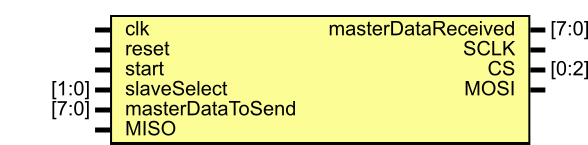 clk masterDataReceived [7:0]
reset SCLK
start CS [0:2]
[1:0] slaveSelect MOSI
[7:0] masterDataToSend
MISO